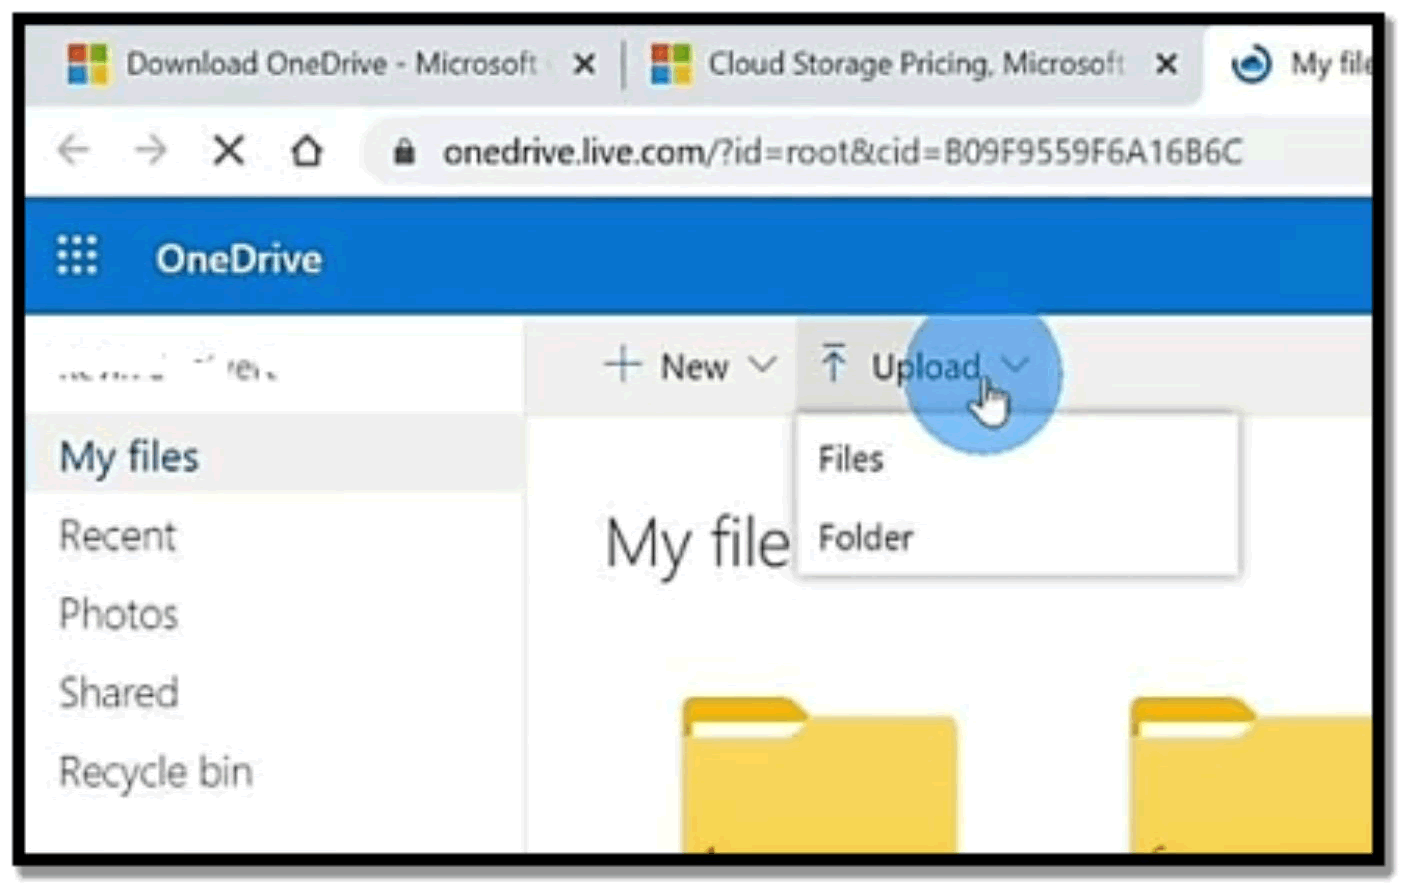 Download OneDrive - Microsoft
Cloud Storage Pricing, Microsoft
My file
onedrive.live.com/?id=root&cid=B09F9559F6A16B6C
OneDrive
New
Upload
My files
Files
Recent
My file
Folder
Photos
Shared
Recycle bin